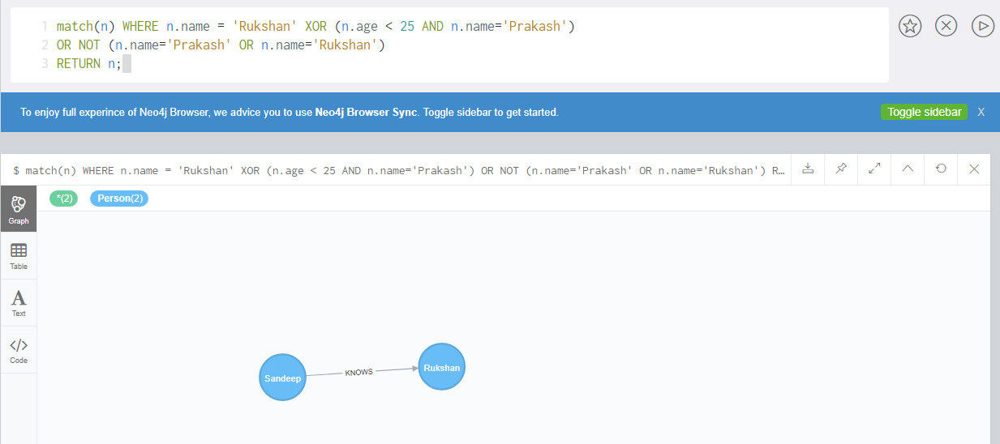 1 match(n) WHERE n.name = 'Rukshan' XOR (n.age < 25 AND n.name='Prakash')
2 OR NOT (n.name='Prakash' OR n.name='Rukshan')
3 RETURN n;
To enjoy full experince of Neo4j Browser, we advice you to use Neo4j Browser Sync. Toggle sidebar to get started. Toggle sidebar X
$ match(n) WHERE n.name = 'Rukshan' XOR (n.age < 25 AND n.name='Prakash') OR NOT (n.name='Prakash' OR n.name='Rukshan') R…
*(2) Person(2)
Graph
Table
A
Text
</>
Code
Sandeep KNOWS Rukshan